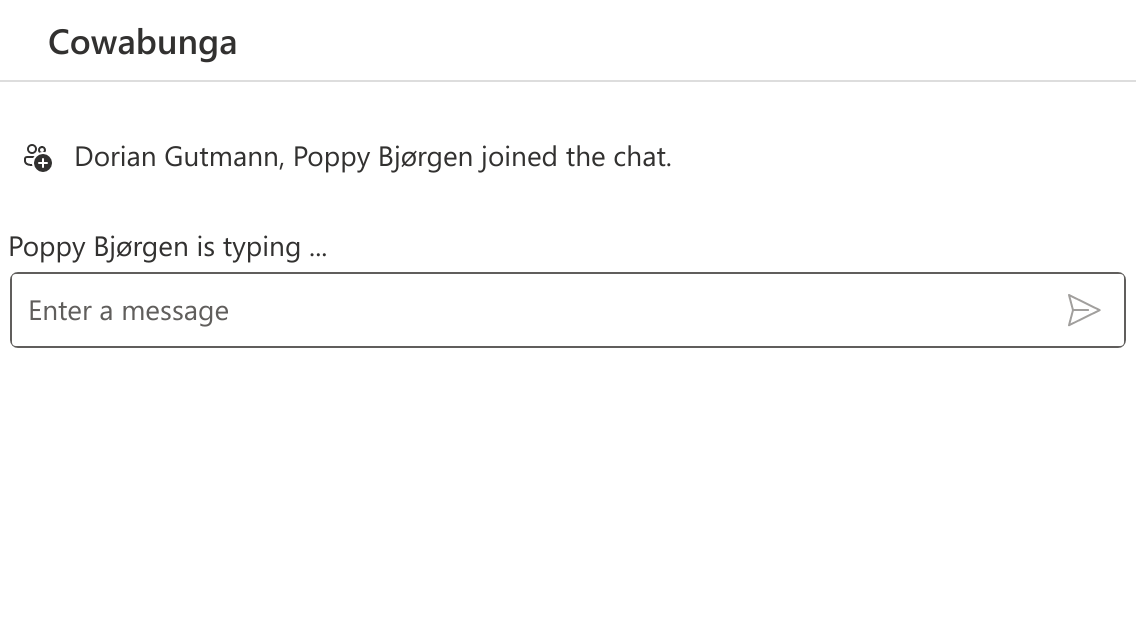 Cowabunga
Dorian Gutmann, Poppy Bjørgen joined the chat.
Poppy Bjørgen is typing ...
Enter a message